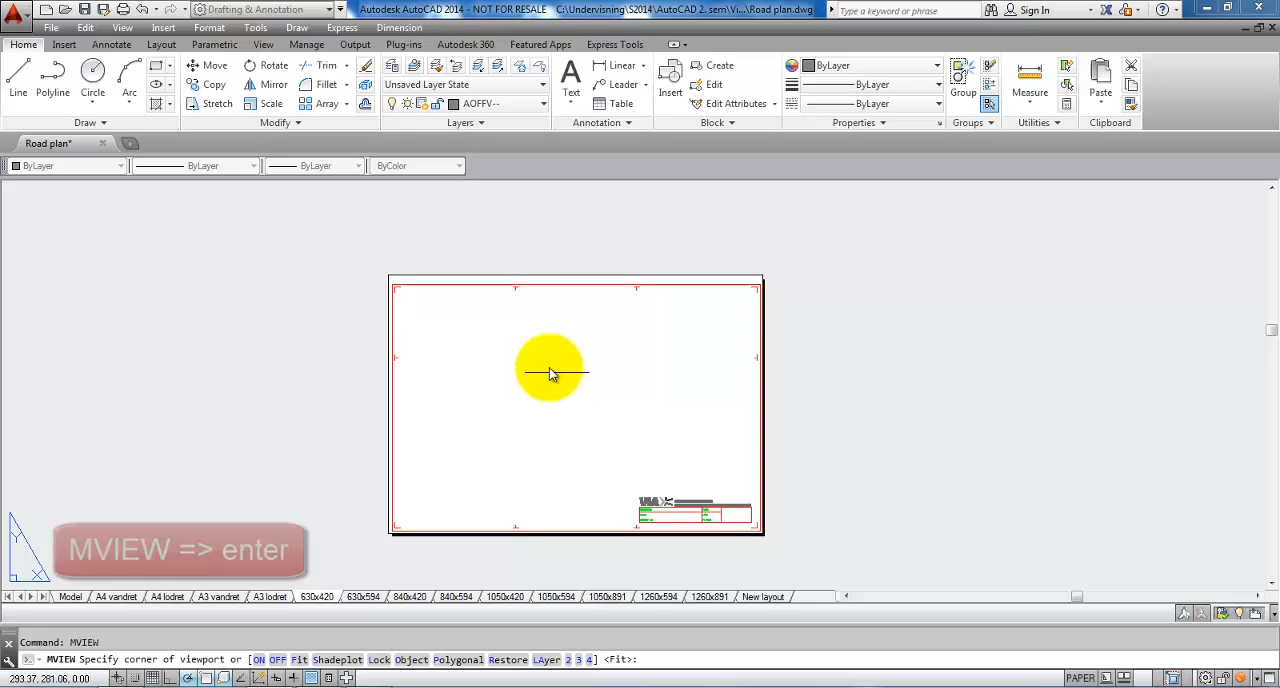 Drafting & Annotation
Autodesk AutoCAD 2014 - NOT FOR RESALE C:\Undervisning\S2014\AutoCAD 2. sem\Vi...\Road plan.dwg
Type a keyword or phrase
Sign In
File Edit View Insert Format Tools Draw Express Dimension
Home Insert Annotate Layout Parametric View Manage Output Plug-ins Autodesk 360 Featured Apps Express Tools
Line Polyline Circle Arc
Move Rotate Trim
Copy Mirror Fillet
Stretch Scale Array
Unsaved Layer State
AOFFV--
Text
Linear
Leader
Table
Insert
Create
Edit
Edit Attributes
ByLayer
ByLayer
ByLayer
Group Measure Paste
Draw Modify Layers Annotation Block Properties Groups Utilities Clipboard
Road plan*
ByLayer ByLayer ByLayer ByColor
Y
X
MVIEW => enter
Model A4 vandret A4 lodret A3 vandret A3 lodret 630x420 630x594 840x420 840x594 1050x420 1050x594 1050x891 1260x594 1260x891 New layout
Command: MVIEW
MVIEW Specify corner of viewport or [ON OFF Fit Shadeplot Lock Object Polygonal Restore LAyer 2 3 4] <Fit>:
293.37, 281.06, 0.00
PAPER